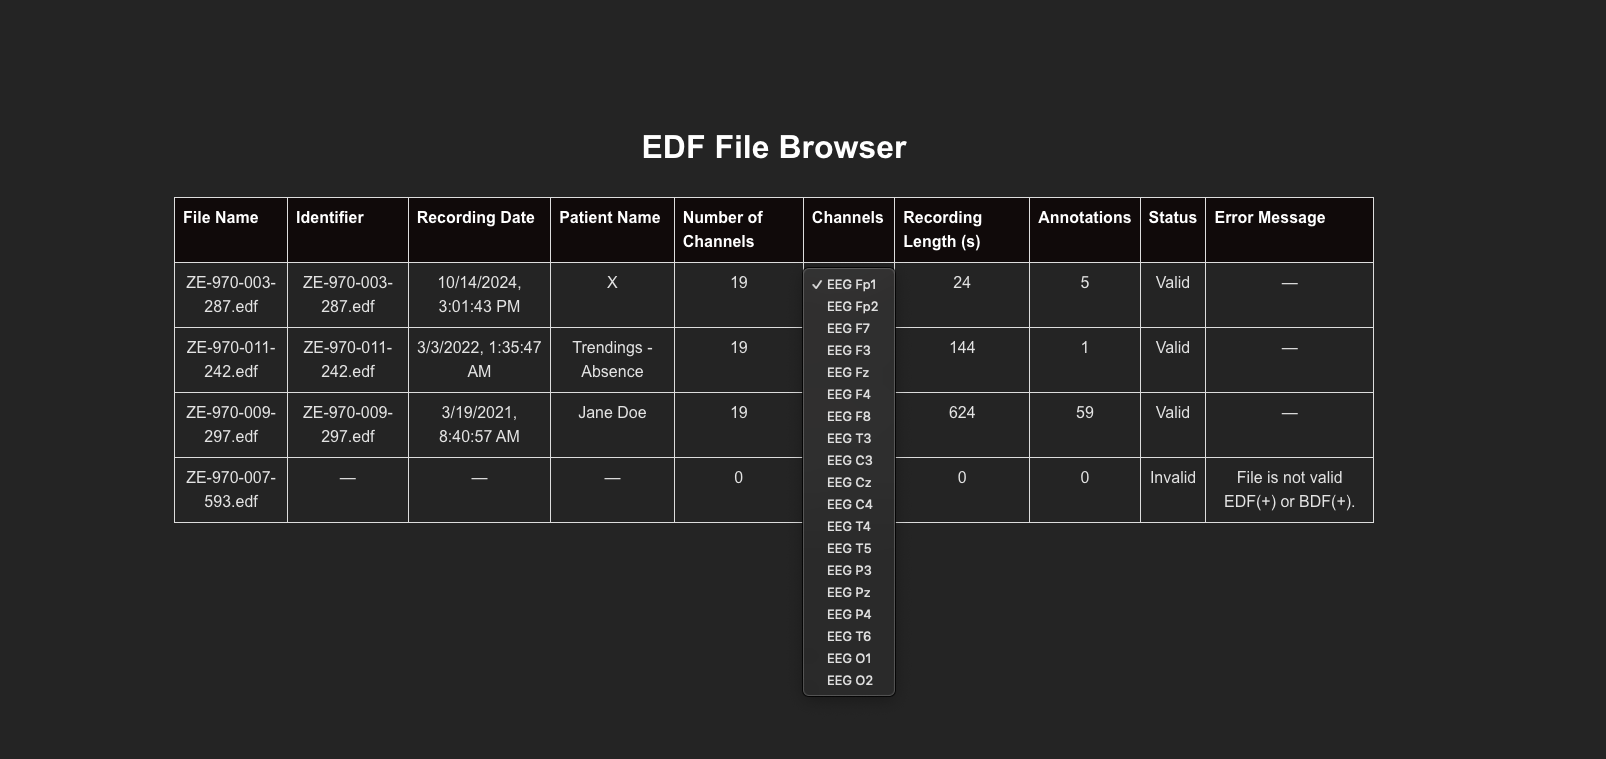 EDF File Browser
File Name
Identifier
Recording Date
Patient Name
Number of
Channels
Channels
Recording
Length (s)
Annotations
Status
Error Message
ZE-970-003-
287.edf
ZE-970-003-
287.edf
10/14/2024,
3:01:43 PM
X
19
24
5
Valid
—
ZE-970-011-
242.edf
ZE-970-011-
242.edf
3/3/2022, 1:35:47
AM
Trendings -
Absence
19
144
1
Valid
—
ZE-970-009-
297.edf
ZE-970-009-
297.edf
3/19/2021,
8:40:57 AM
Jane Doe
19
624
59
Valid
—
ZE-970-007-
593.edf
—
—
—
0
0
0
Invalid
File is not valid
EDF(+) or BDF(+).
✓ EEG Fp1
EEG Fp2
EEG F7
EEG F3
EEG Fz
EEG F4
EEG F8
EEG T3
EEG C3
EEG Cz
EEG C4
EEG T4
EEG T5
EEG P3
EEG Pz
EEG P4
EEG T6
EEG O1
EEG O2